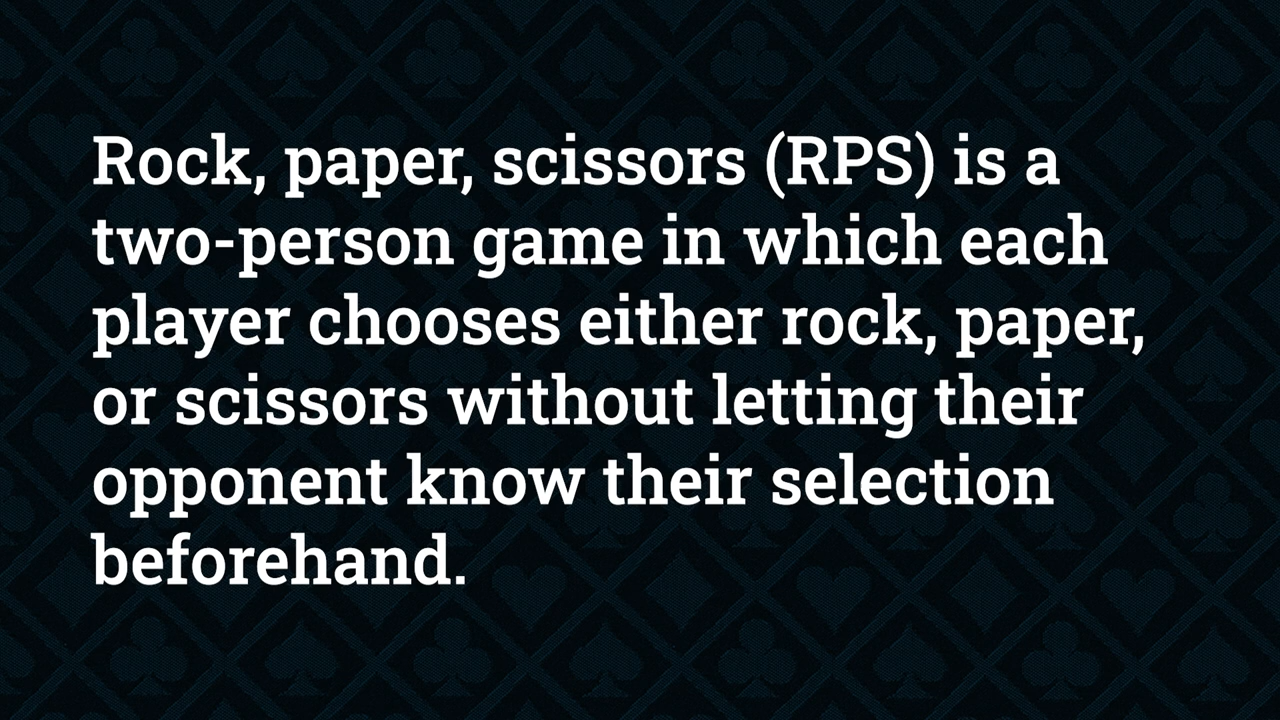 Rock, paper, scissors (RPS) is a
two-person game in which each
player chooses either rock, paper,
or scissors without letting their
opponent know their selection
beforehand.